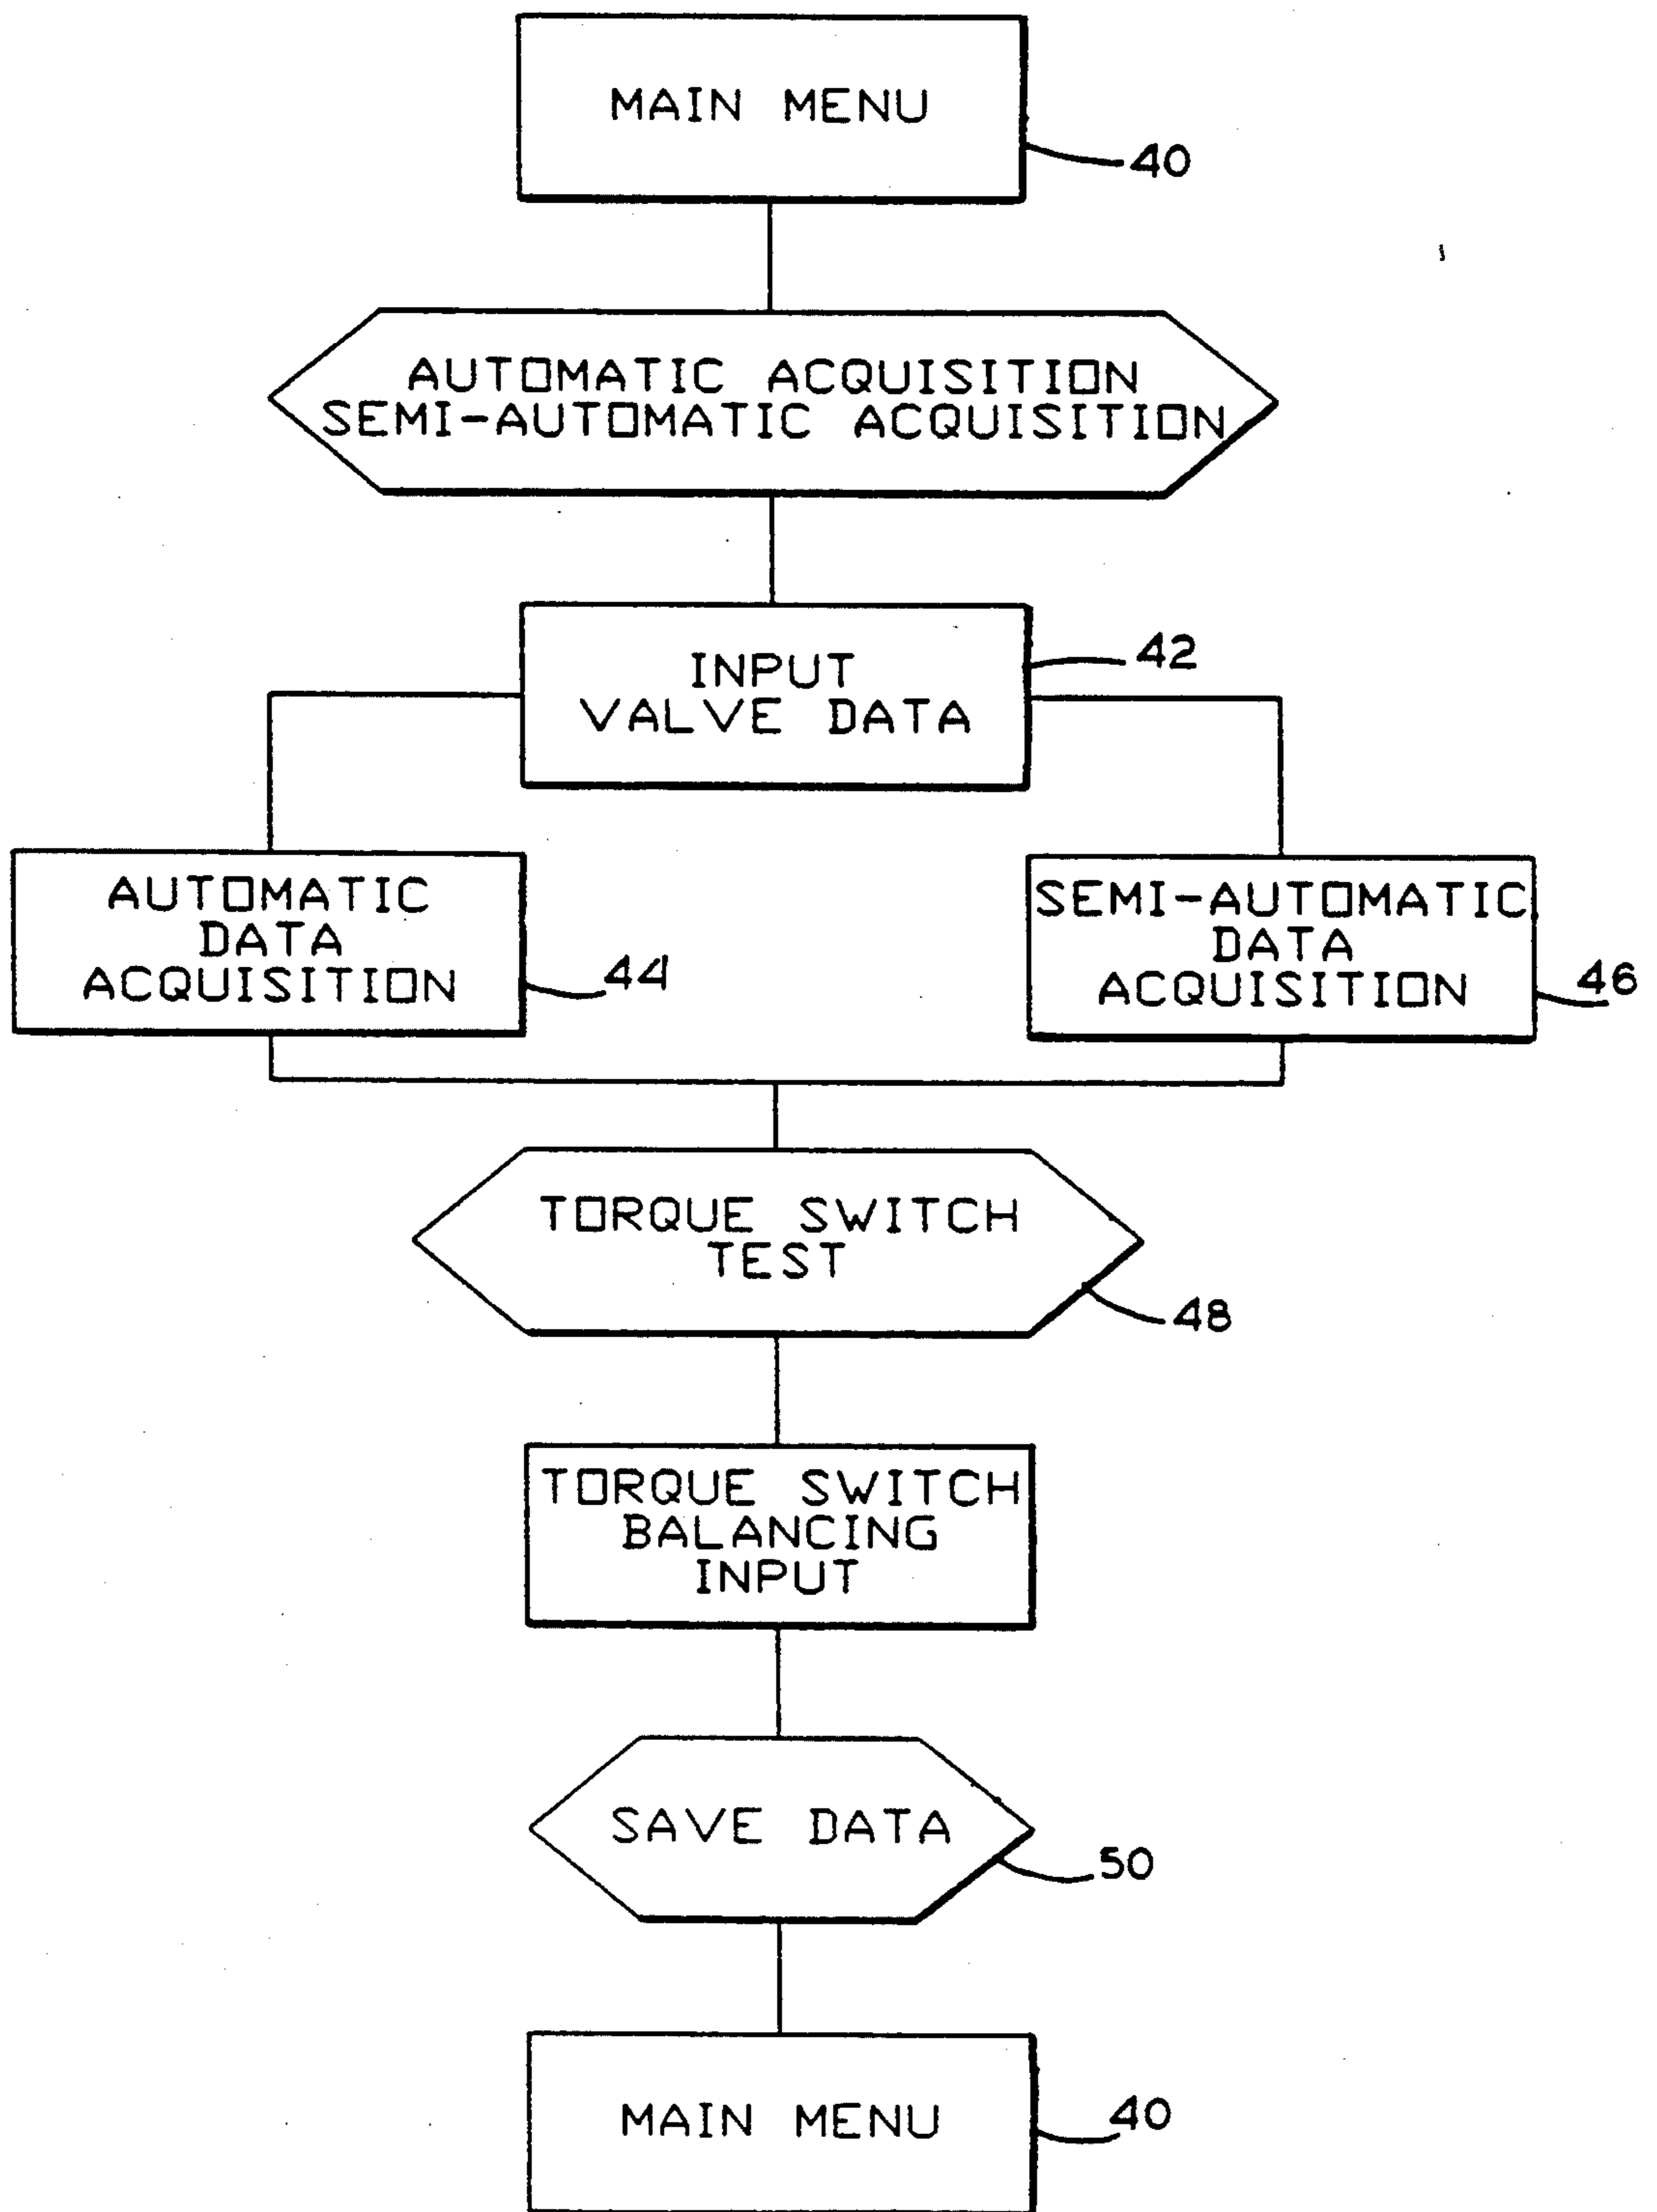 MAIN MENU
40
AUTOMATIC ACQUISITION
SEMI-AUTOMATIC ACQUISITION
INPUT
VALVE DATA
42
AUTOMATIC
DATA
ACQUISITION
44
SEMI-AUTOMATIC
DATA
ACQUISITION
46
TORQUE SWITCH
TEST
48
TORQUE SWITCH
BALANCING
INPUT
SAVE DATA
50
MAIN MENU
40